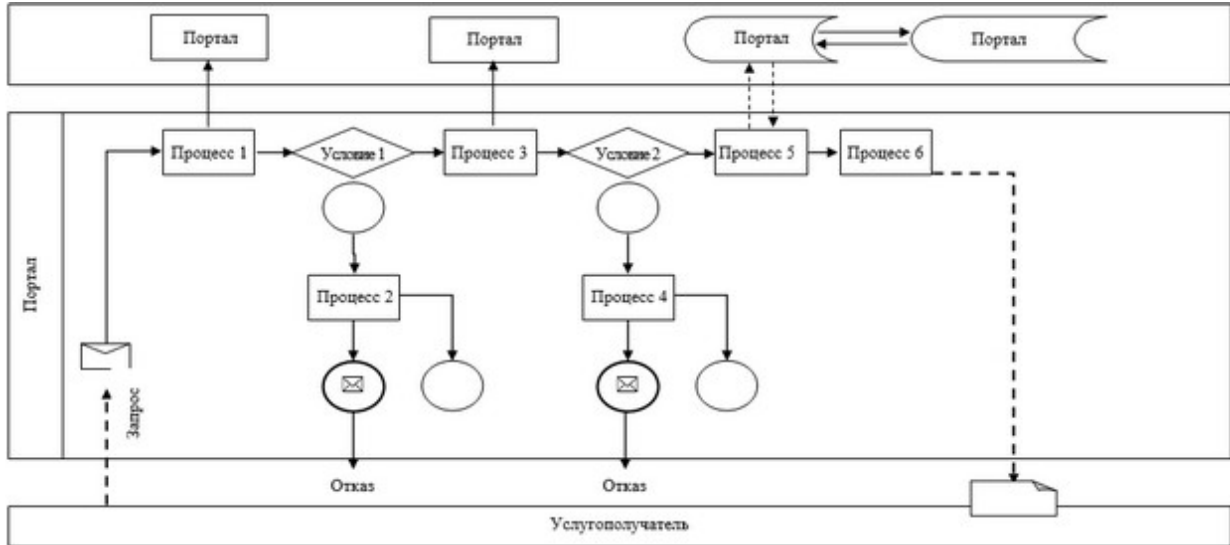 Портал
Портал
Портал
Портал
Процесс 1
Условие 1
Процесс 3
Условие 2
Процесс 5
Процесс 6
Портал
Процесс 2
Процесс 4
Запрос
Отказ
Отказ
Услугополучатель